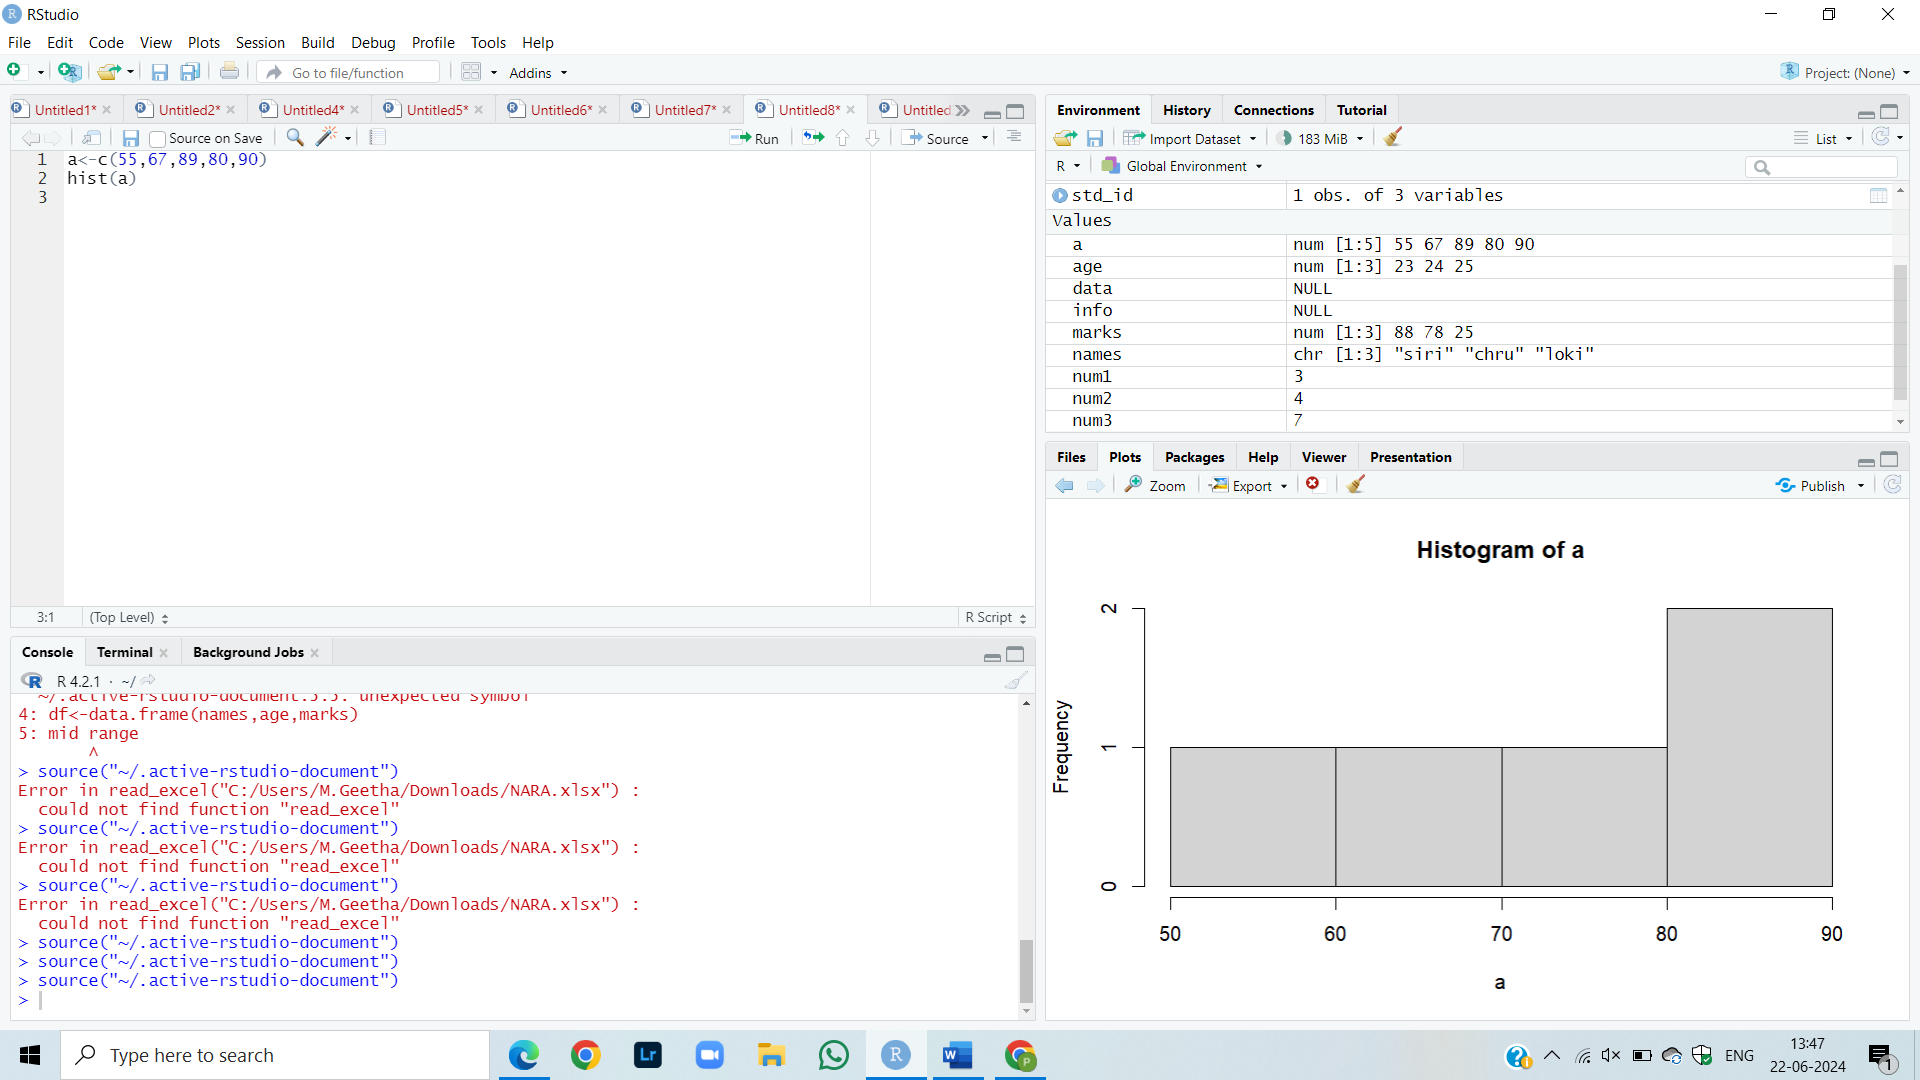 RStudio
File Edit Code View Plots Session Build Debug Profile Tools Help
Go to file/function Addins Project: (None)
Untitled1* Untitled2* Untitled4* Untitled5* Untitled6* Untitled7* Untitled8* Untitled
Source on Save Run Source
1 a<-c(55,67,89,80,90)
2 hist(a)
3
3:1 (Top Level) R Script
Console Terminal Background Jobs
R 4.2.1 · ~/
~/.active-rstudio-document:5:5: unexpected symbol
4: df<-data.frame(names,age,marks)
5: mid range
^
> source("~/.active-rstudio-document")
Error in read_excel("C:/Users/M.Geetha/Downloads/NARA.xlsx") :
could not find function "read_excel"
> source("~/.active-rstudio-document")
Error in read_excel("C:/Users/M.Geetha/Downloads/NARA.xlsx") :
could not find function "read_excel"
> source("~/.active-rstudio-document")
Error in read_excel("C:/Users/M.Geetha/Downloads/NARA.xlsx") :
could not find function "read_excel"
> source("~/.active-rstudio-document")
> source("~/.active-rstudio-document")
> source("~/.active-rstudio-document")
>
Environment History Connections Tutorial
Import Dataset 183 MiB List
R Global Environment
std_id 1 obs. of 3 variables
Values
a num [1:5] 55 67 89 80 90
age num [1:3] 23 24 25
data NULL
info NULL
marks num [1:3] 88 78 25
names chr [1:3] "siri" "chru" "loki"
num1 3
num2 4
num3 7
Files Plots Packages Help Viewer Presentation
Zoom Export Publish
Histogram of a
Frequency
2
1
0
50 60 70 80 90
a
Type here to search
Lr
R
W
P
ENG
13:47
22-06-2024
1